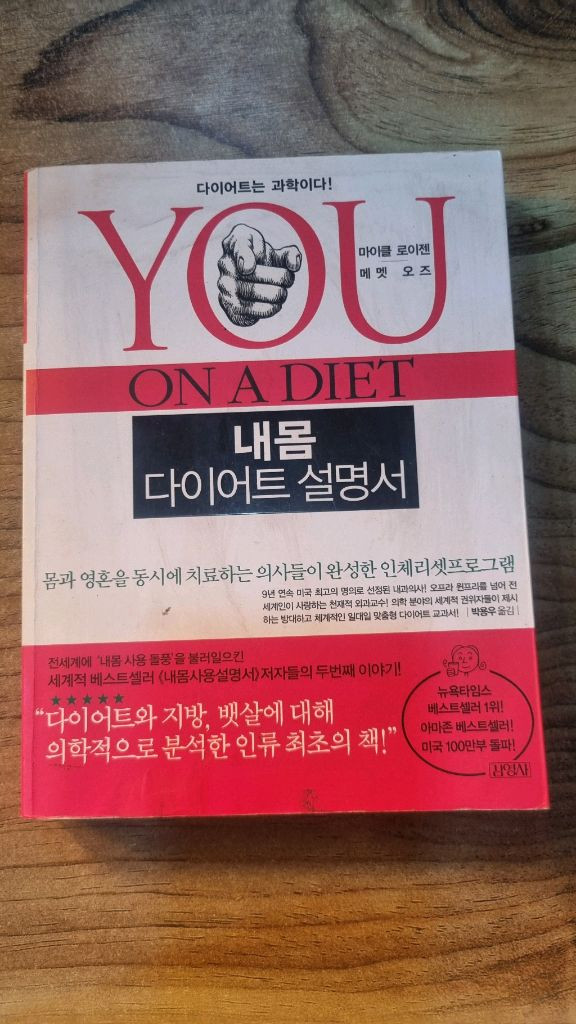 다이어트는 과학이다!
YOU
마이클 로이젠
메멧 오즈
ON A DIET
내몸
다이어트 설명서
몸과 영혼을 동시에 치료하는 의사들이 완성한 인체리셋프로그램
9년 연속 미국 최고의 명의로 선정된 내과의사! 오프라 윈프리를 넘어 전
세계인이 사랑하는 천재적 외과교수! 의학 분야의 세계적 권위자들이 제시
하는 방대하고 체계적인 일대일 맞춤형 다이어트 교과서! | 박용우 옮김 |
전세계에 '내몸 사용 돌풍'을 불러일으킨
세계적 베스트셀러 《내몸사용설명서》 저자들의 두번째 이야기!
★★★★★
“다이어트와 지방, 뱃살에 대해
의학적으로 분석한 인류 최초의 책!”
뉴욕타임스
베스트셀러 1위!
아마존 베스트셀러!
미국 100만부 돌파!
김영사